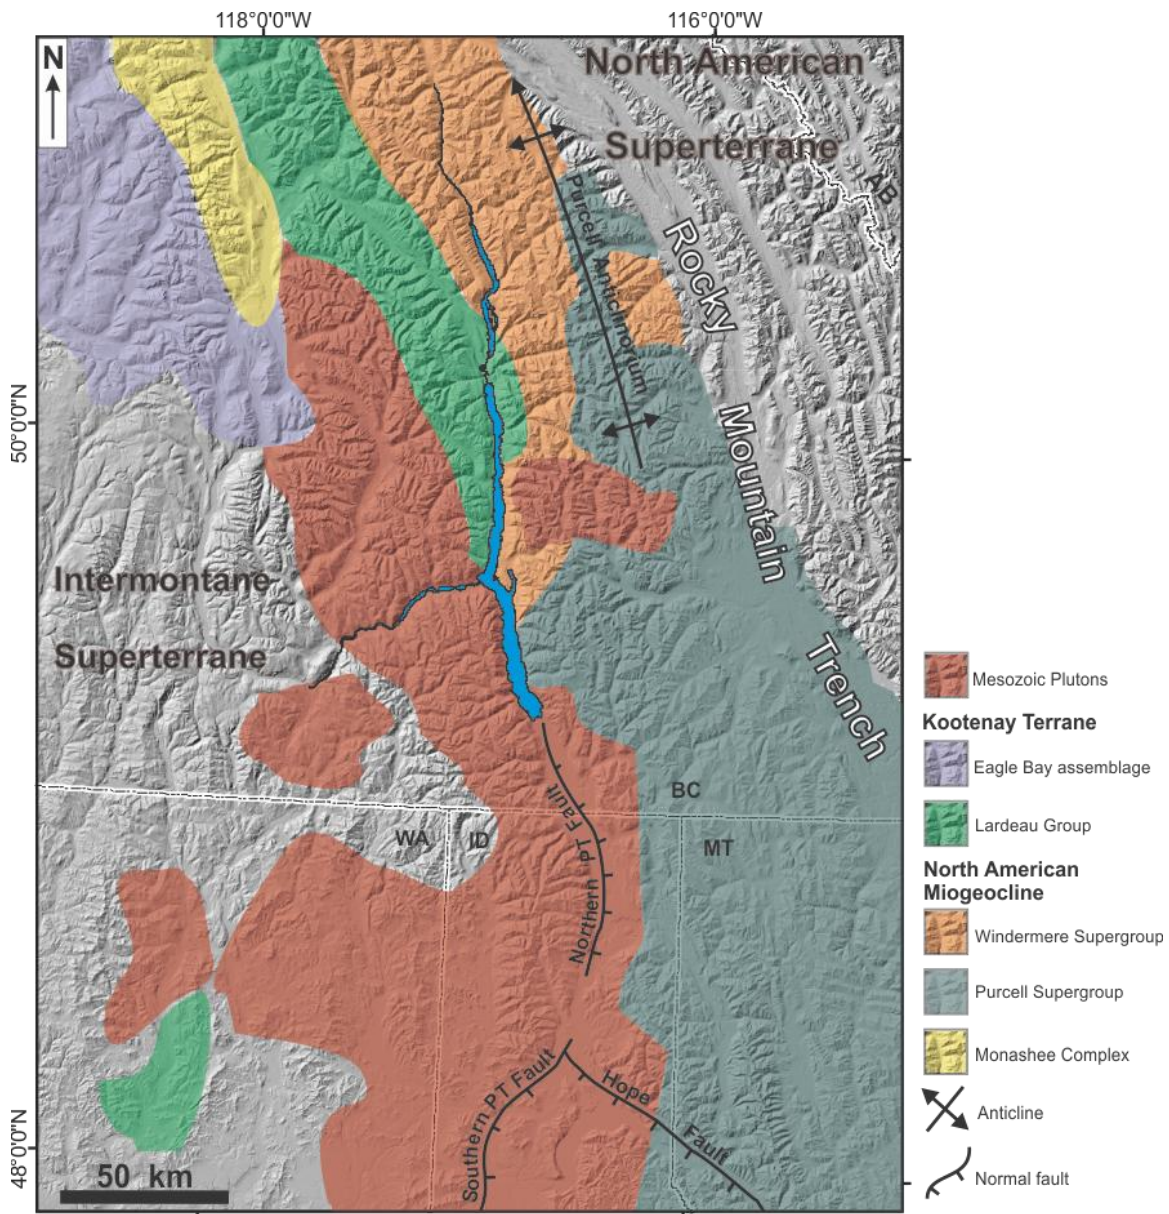 118°0'0"W
116°0'0"W
N
North American
Superterrane
AB
Purcell Anticlinorium
Rocky
Mountain
Trench
50°0'0"N
Intermontane
Superterrane
BC
WA
ID
MT
Northern PT Fault
Southern PT Fault
Hope
Fault
48°0'0"N
50 km
Mesozoic Plutons
Kootenay Terrane
Eagle Bay assemblage
Lardeau Group
North American
Miogeocline
Windermere Supergroup
Purcell Supergroup
Monashee Complex
Anticline
Normal fault